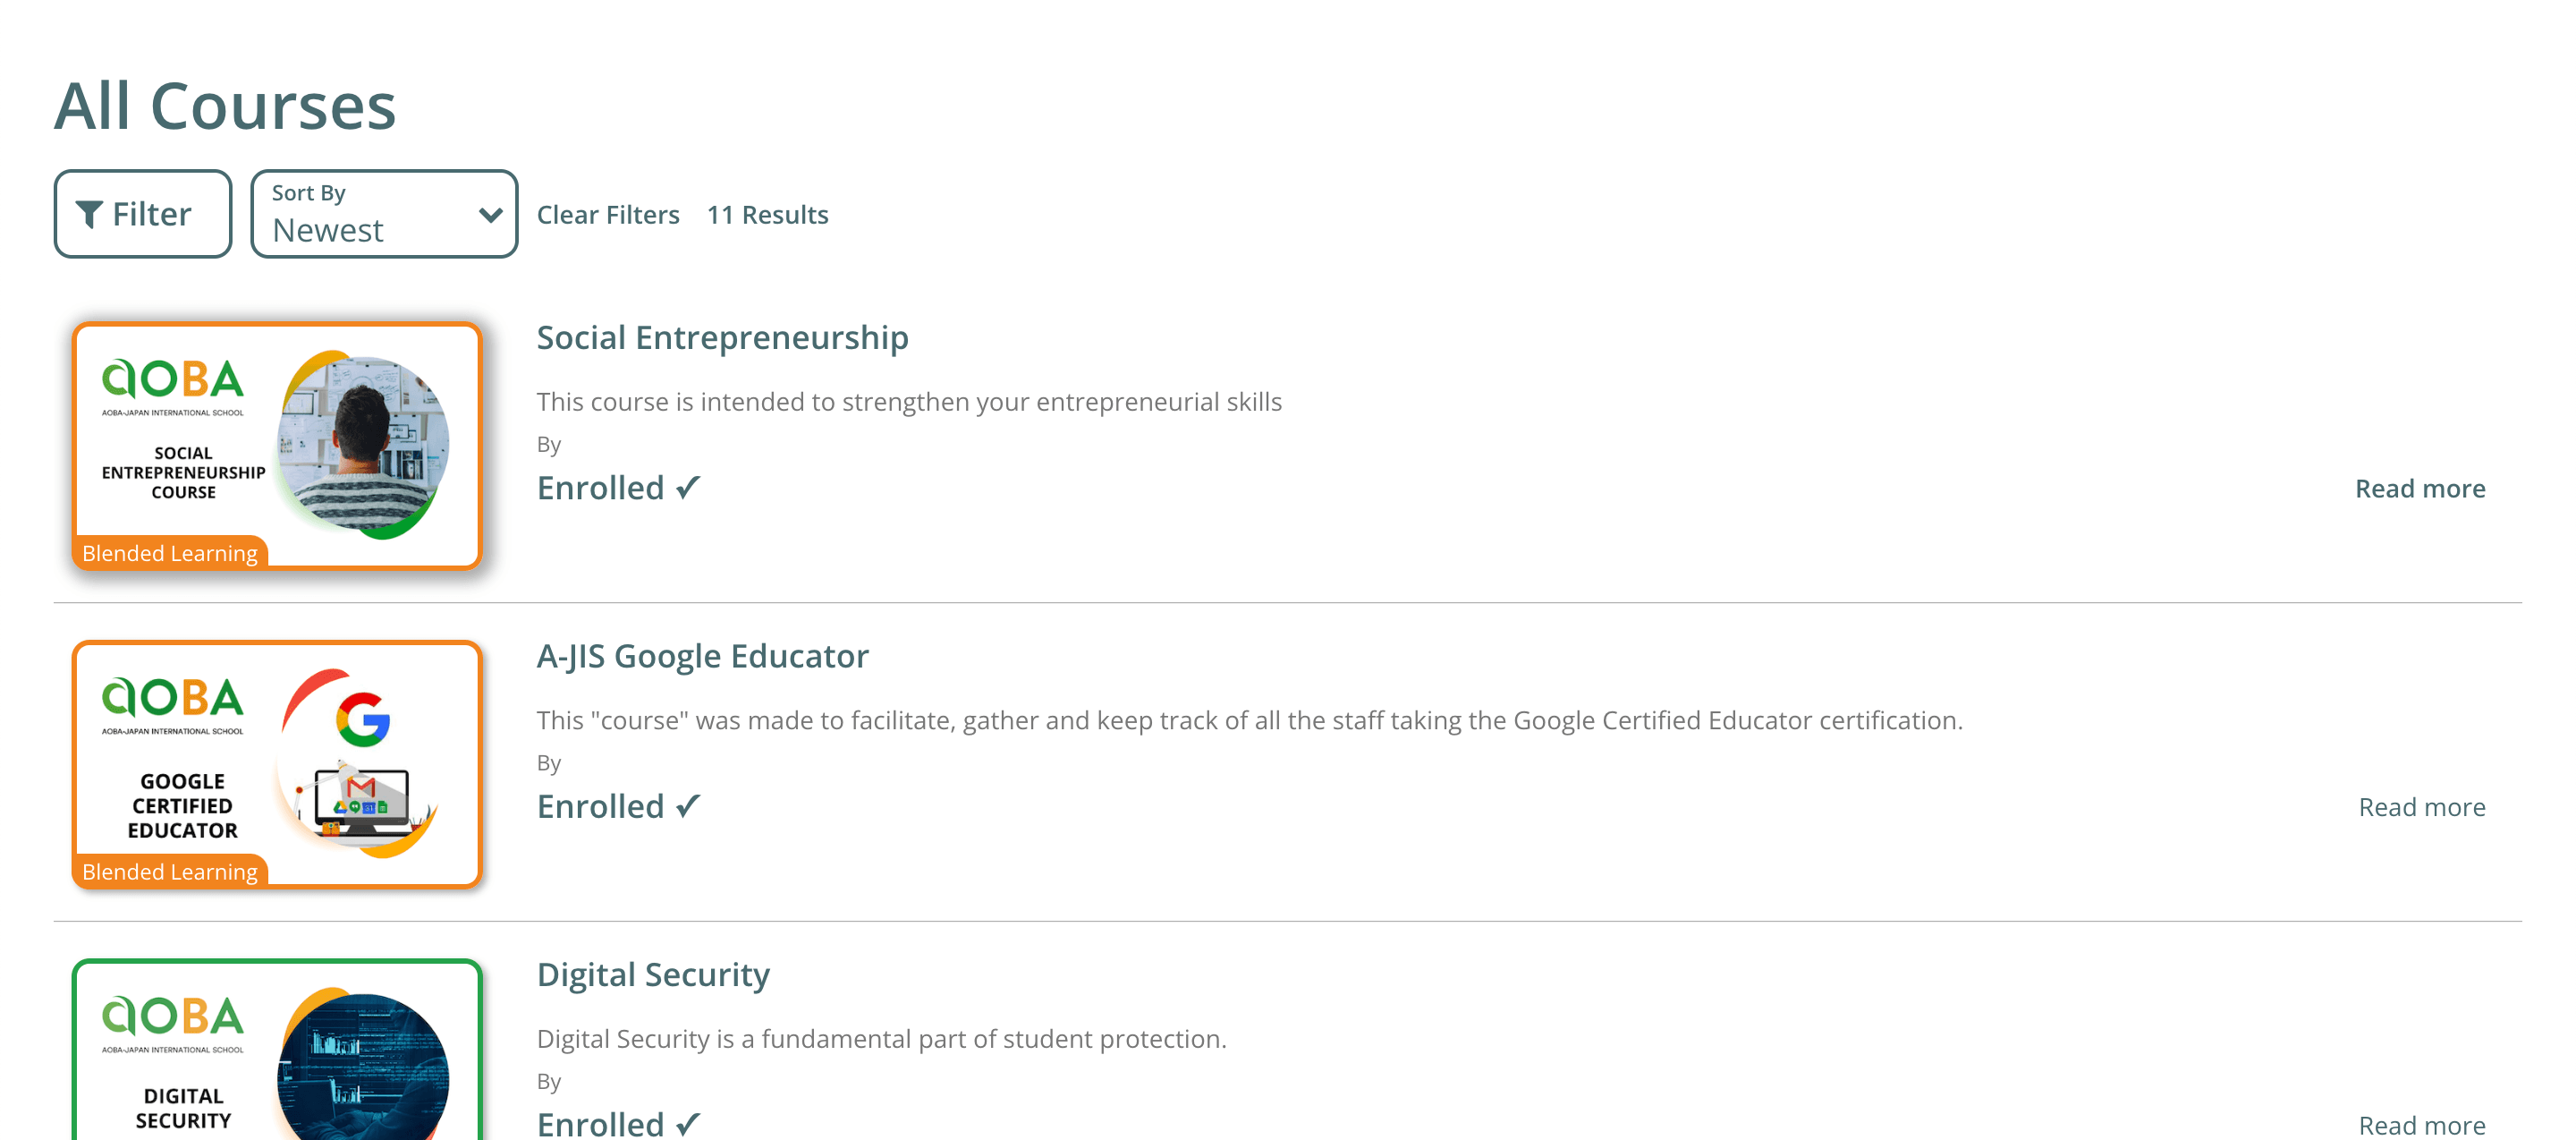 All Courses
Filter
Sort By
Newest
Clear Filters
11 Results
AOBA
AOBA-JAPAN INTERNATIONAL SCHOOL
SOCIAL
ENTREPRENEURSHIP
COURSE
Blended Learning
Social Entrepreneurship
This course is intended to strengthen your entrepreneurial skills
By
Enrolled ✓
Read more
AOBA
AOBA-JAPAN INTERNATIONAL SCHOOL
GOOGLE
CERTIFIED
EDUCATOR
Blended Learning
A-JIS Google Educator
This "course" was made to facilitate, gather and keep track of all the staff taking the Google Certified Educator certification.
By
Enrolled ✓
Read more
AOBA
AOBA-JAPAN INTERNATIONAL SCHOOL
DIGITAL
SECURITY
Digital Security
Digital Security is a fundamental part of student protection.
By
Enrolled ✓
Read more